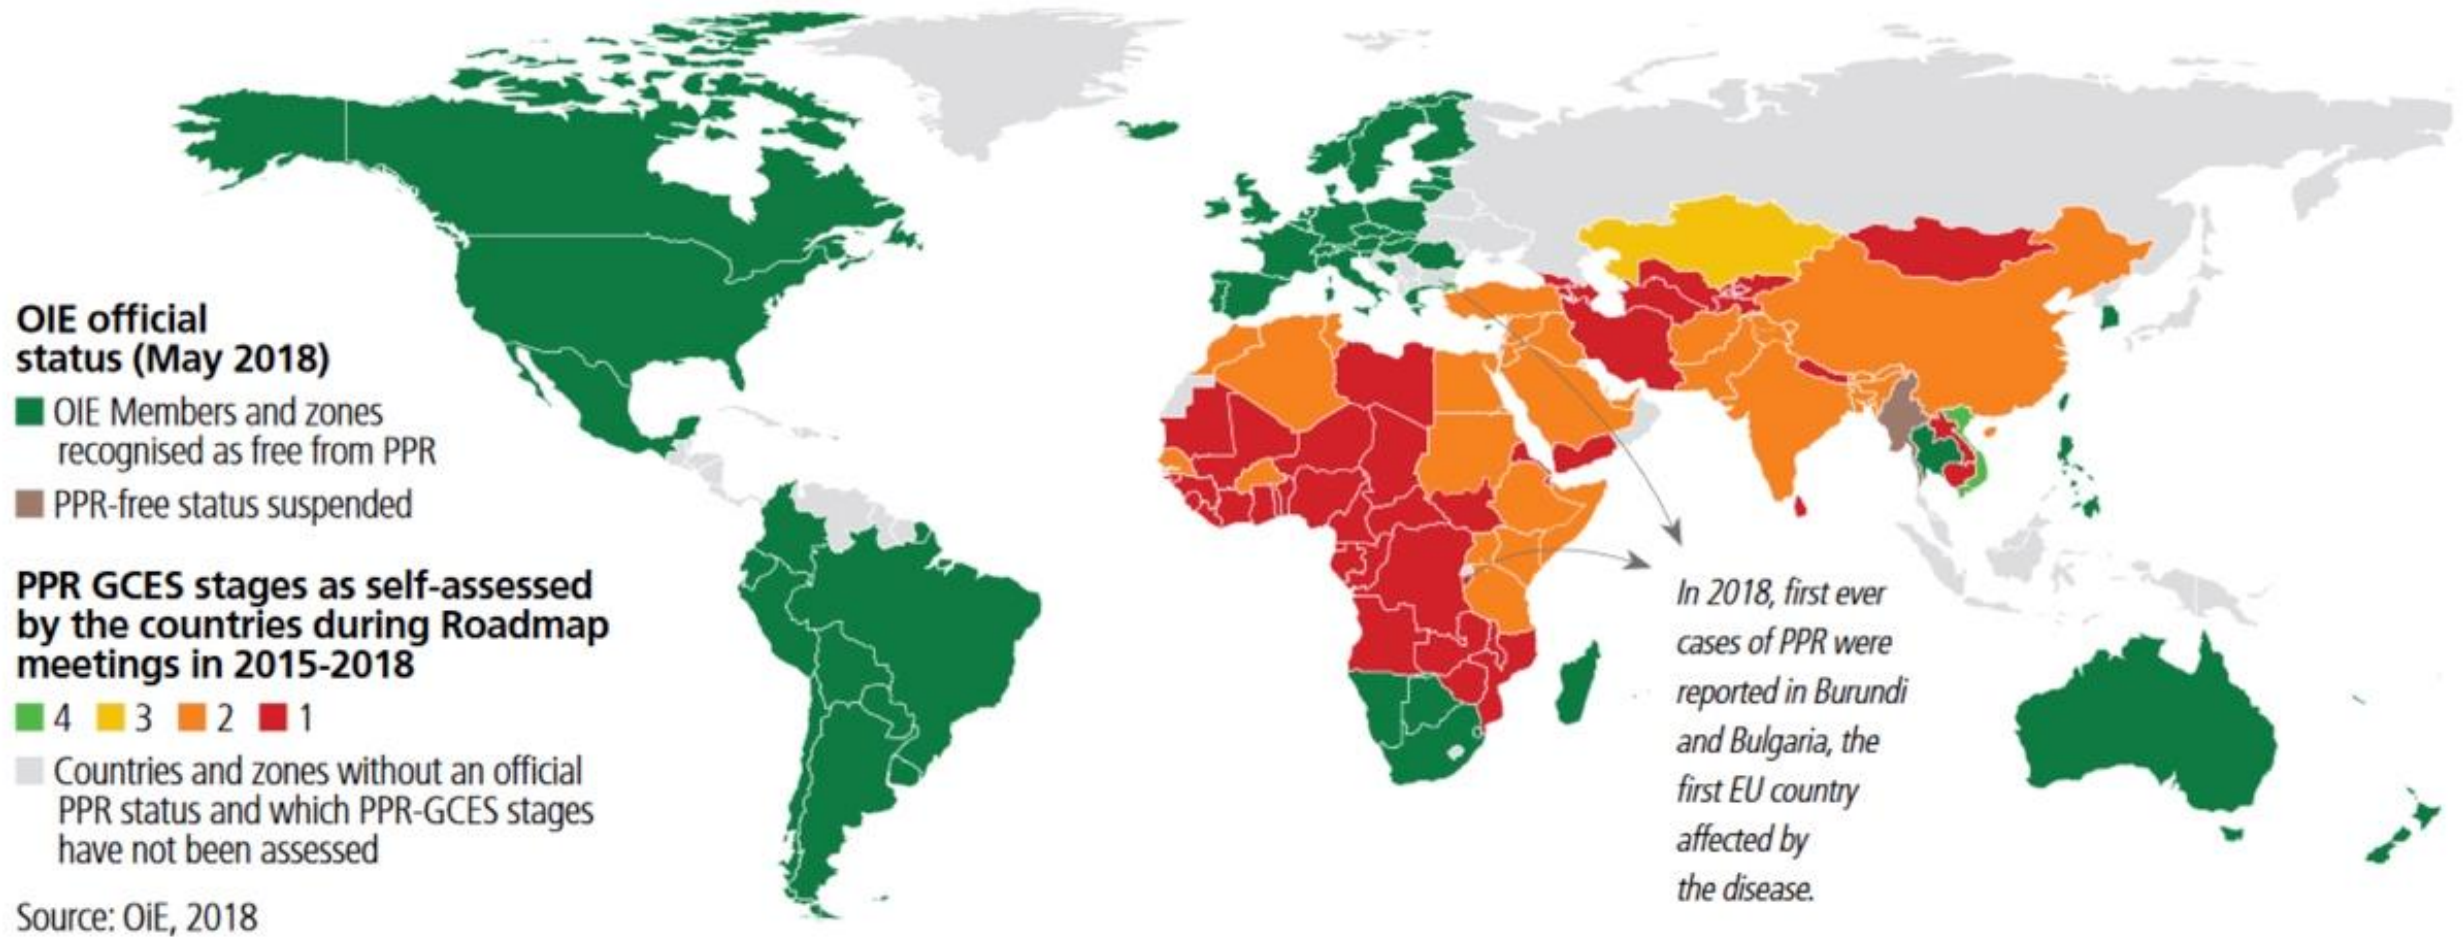 OIE official
status (May 2018)
OIE Members and zones
recognised as free from PPR
PPR-free status suspended
PPR GCES stages as self-assessed
by the countries during Roadmap
meetings in 2015-2018
4 3 2 1
Countries and zones without an official
PPR status and which PPR-GCES stages
have not been assessed
Source: OiE, 2018
In 2018, first ever
cases of PPR were
reported in Burundi
and Bulgaria, the
first EU country
affected by
the disease.